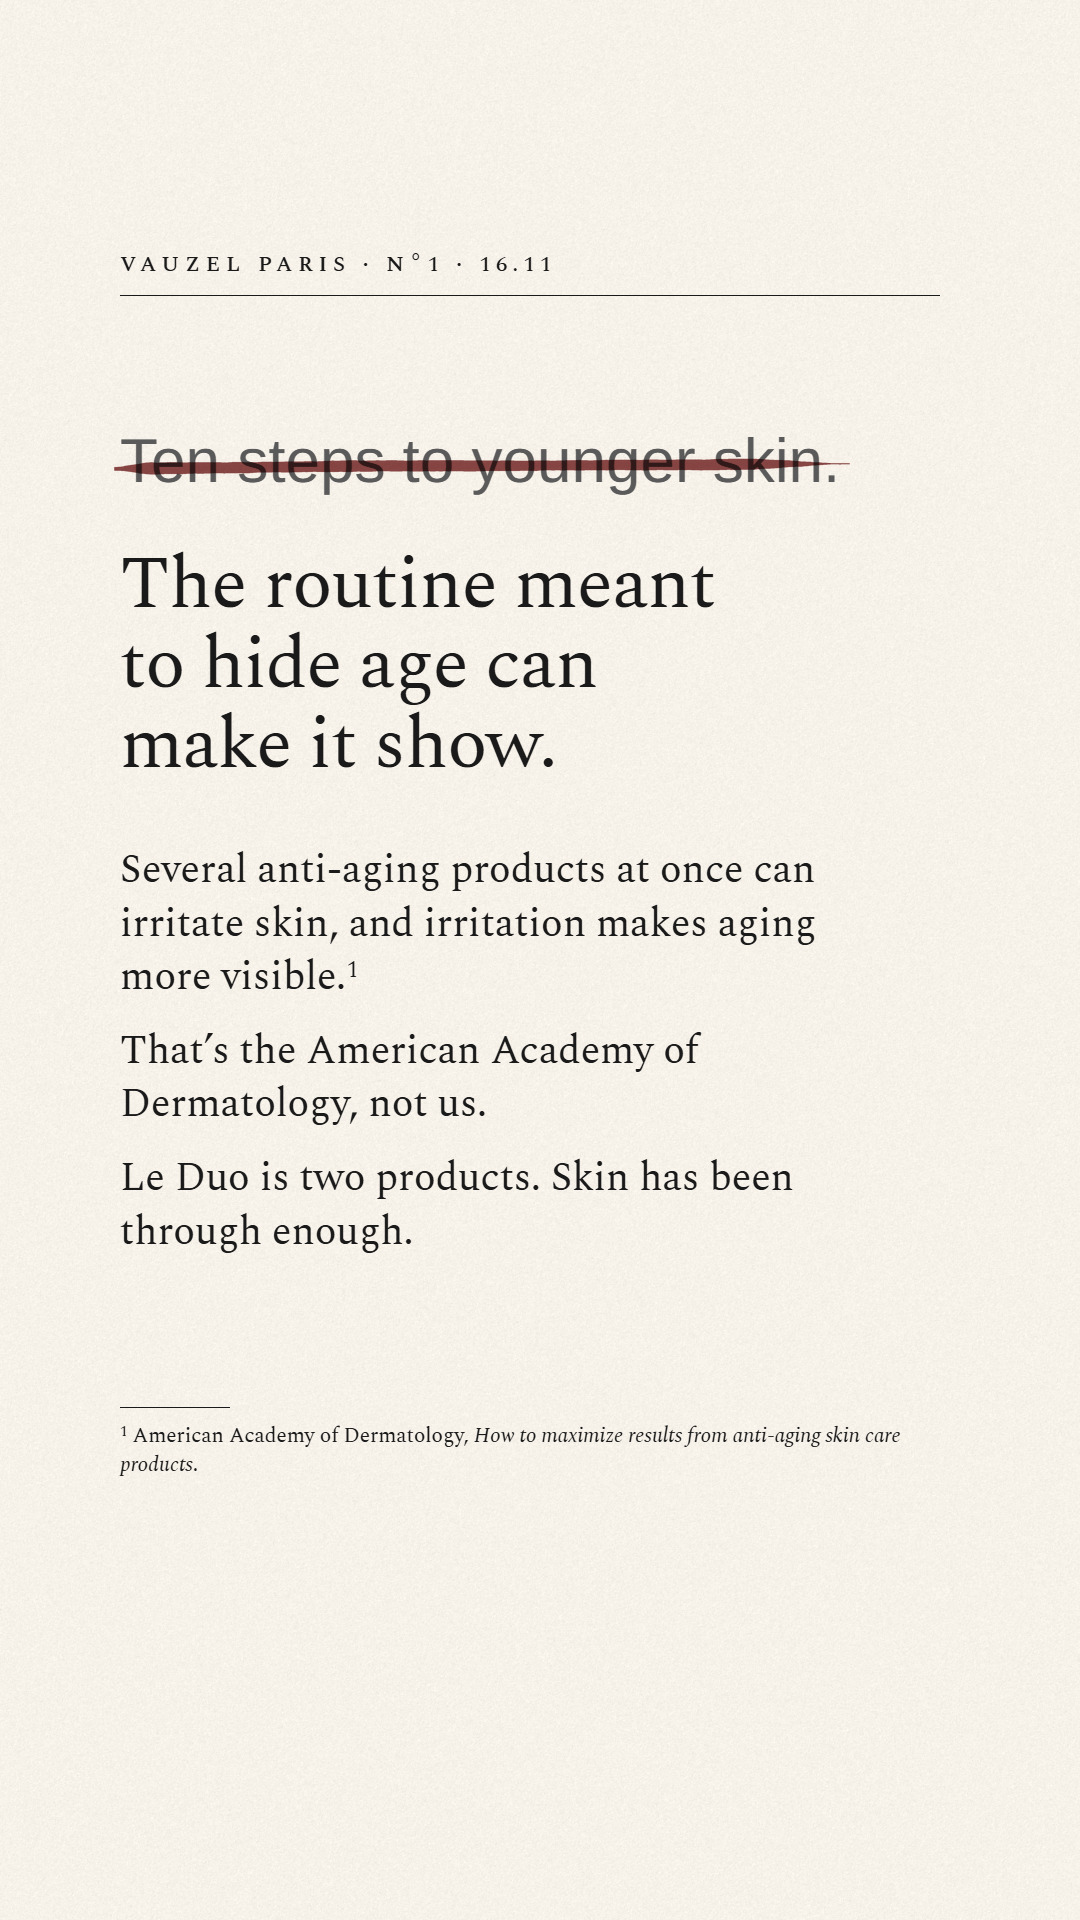 VAUZEL PARIS · N°1 · 16.11
Ten steps to younger skin.
The routine meant
to hide age can
make it show.
Several anti-aging products at once can
irritate skin, and irritation makes aging
more visible.¹
That’s the American Academy of
Dermatology, not us.
Le Duo is two products. Skin has been
through enough.
¹ American Academy of Dermatology, How to maximize results from anti-aging skin care
products.